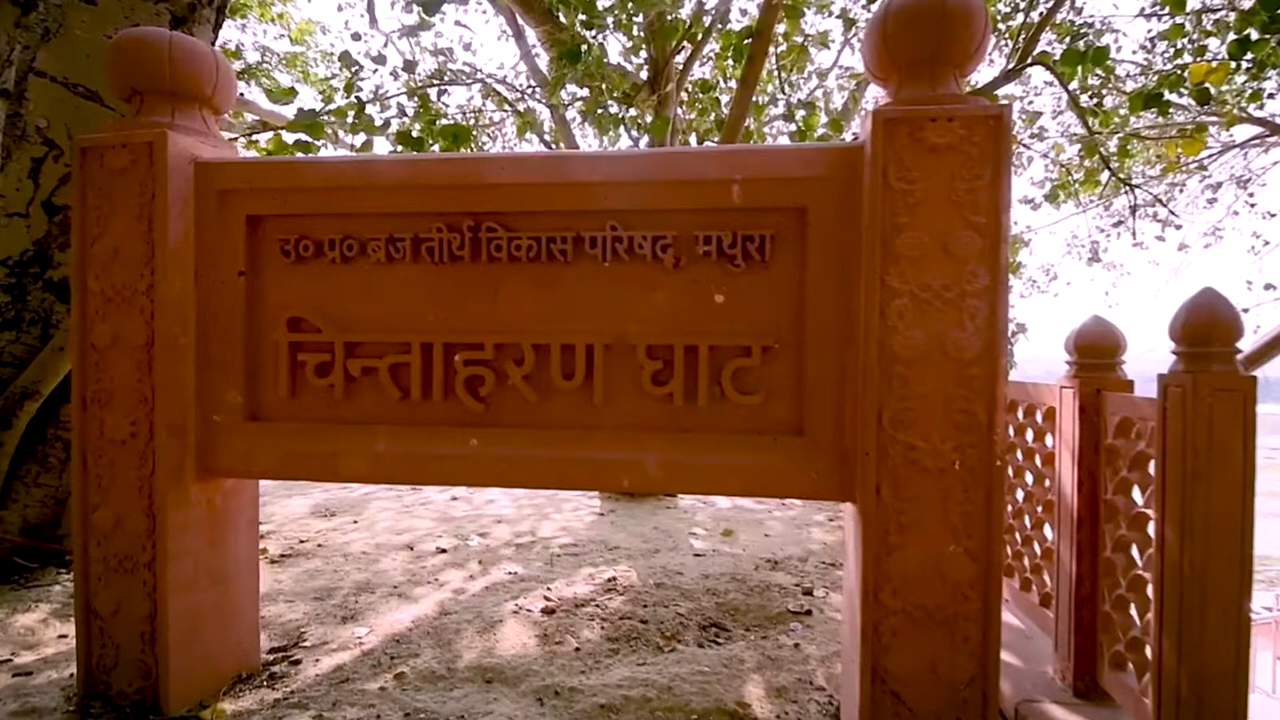 उ० प्र० ब्रज तीर्थ विकास परिषद, मथुरा
चिन्ताहरण घाट